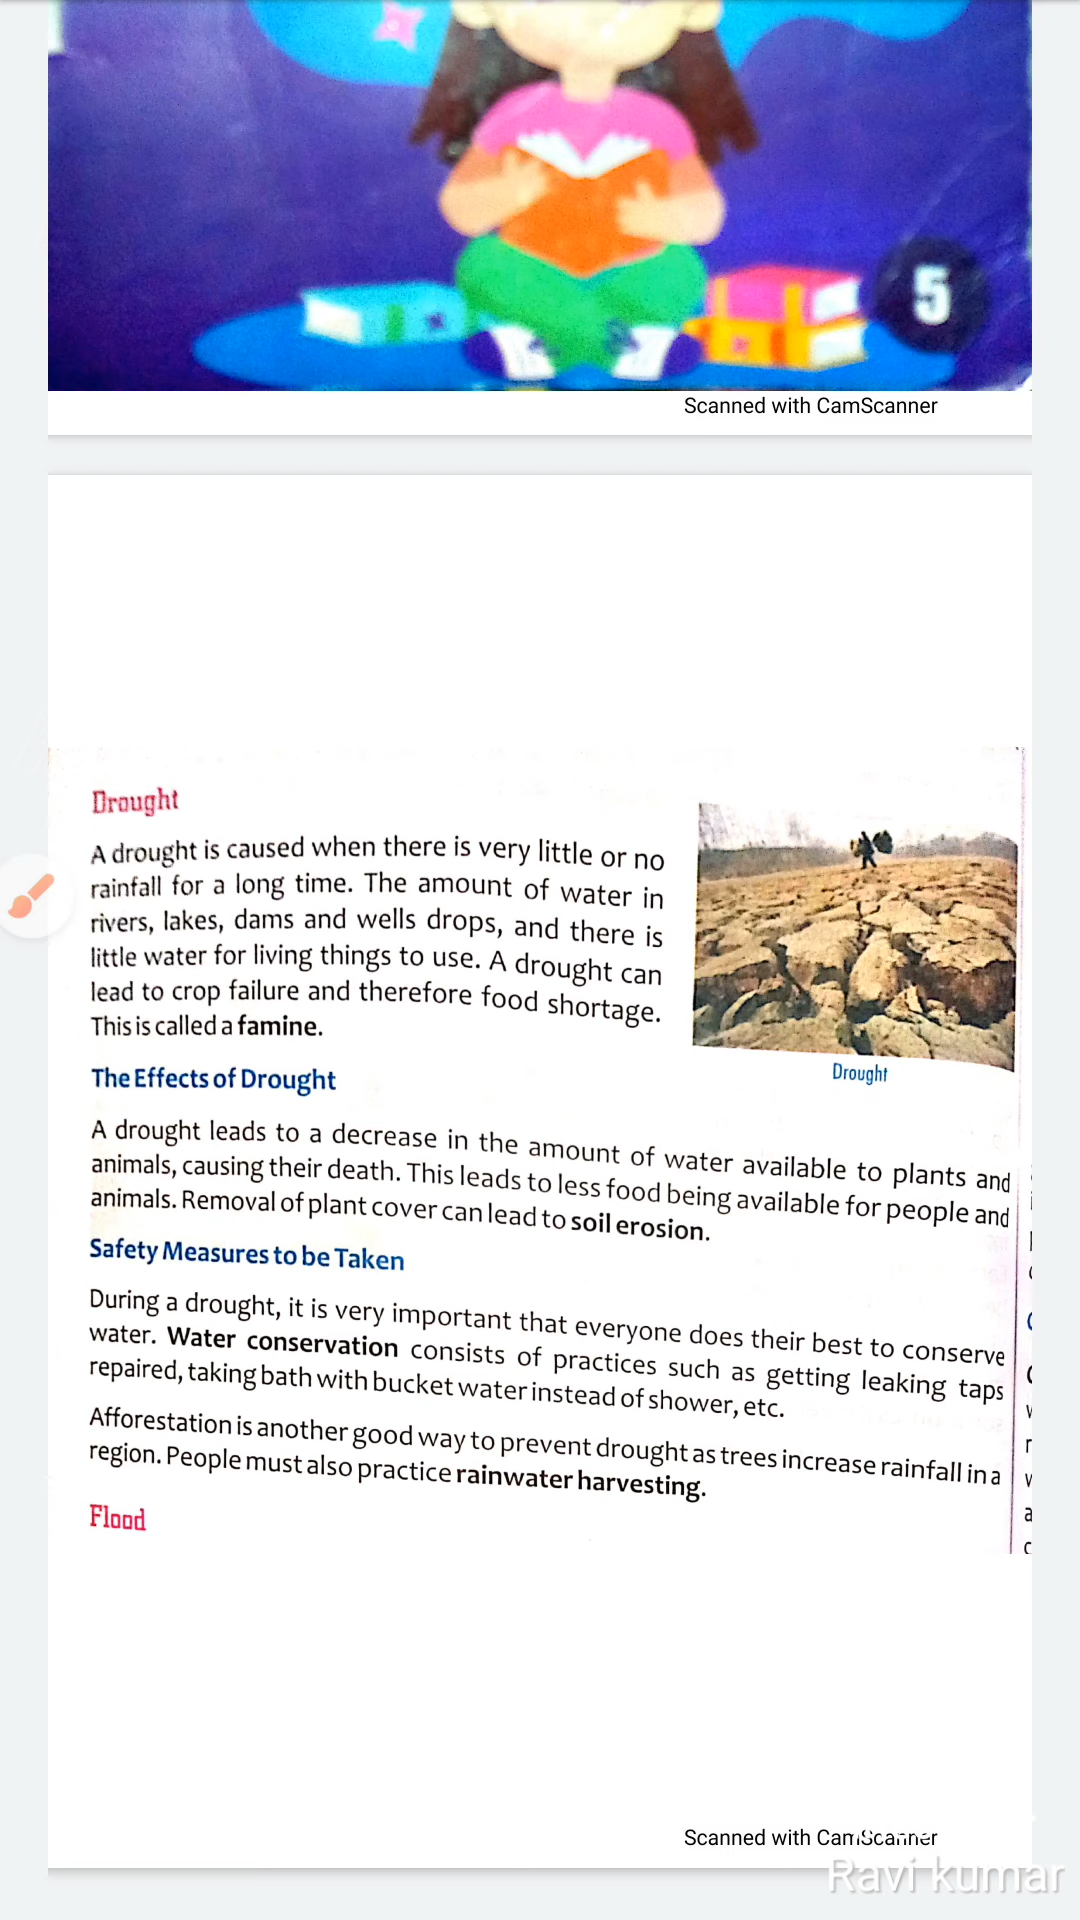 5
Scanned with CamScanner
Drought
A drought is caused when there is very little or no
rainfall for a long time. The amount of water in
rivers, lakes, dams and wells drops, and there is
little water for living things to use. A drought can
lead to crop failure and therefore food shortage.
This is called a famine.
Drought
The Effects of Drought
A drought leads to a decrease in the amount of water available to plants and
animals, causing their death. This leads to less food being available for people and
animals. Removal of plant cover can lead to soil erosion.
Safety Measures to be Taken
During a drought, it is very important that everyone does their best to conserve
water. Water conservation consists of practices such as getting leaking taps
repaired, taking bath with bucket water instead of shower, etc.
Afforestation is another good way to prevent drought as trees increase rainfall in a
region. People must also practice rainwater harvesting.
Flood
Scanned with CamScanner
Ravi kumar